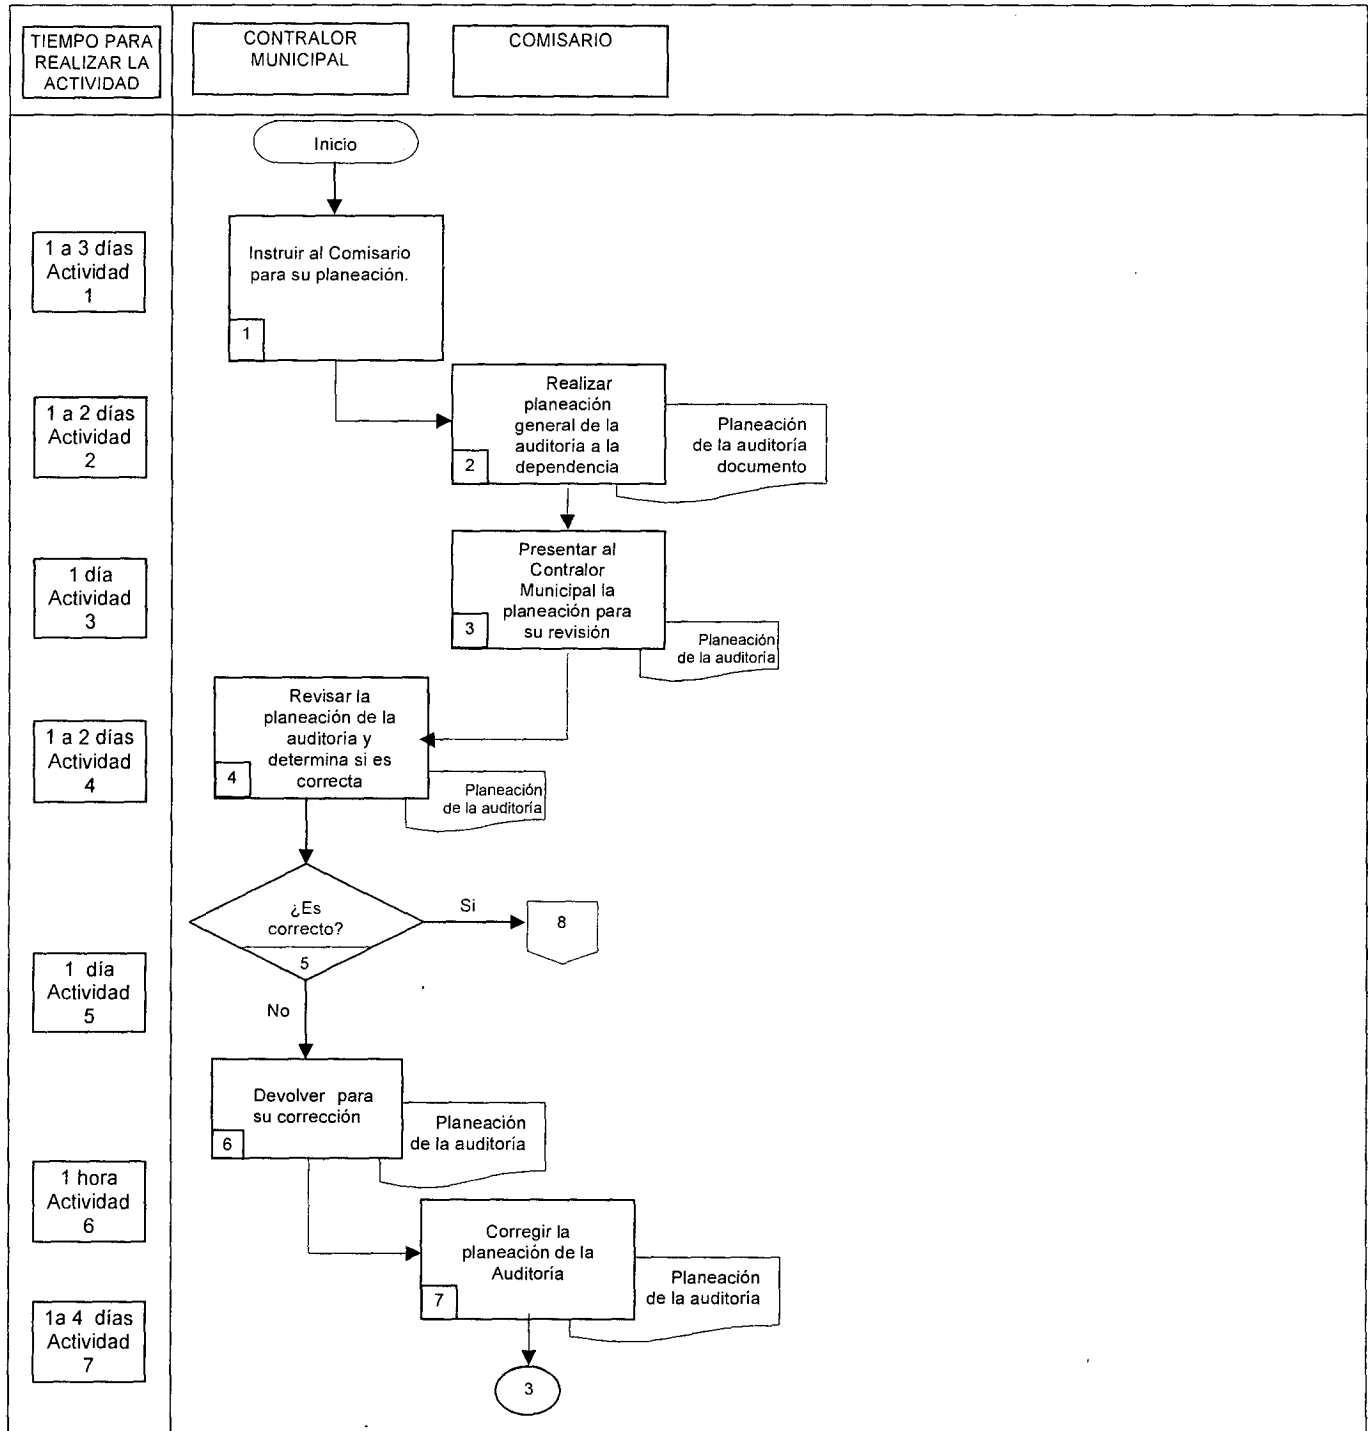 TIEMPO PARA
REALIZAR LA
ACTIVIDAD
CONTRALOR
MUNICIPAL
COMISARIO
Inicio
1 a 3 días
Actividad
1
Instruir al Comisario
para su planeación.
1
1 a 2 días
Actividad
2
Realizar
planeación
general de la
auditoría a la
dependencia
2
Planeación
de la auditoría
documento
1 día
Actividad
3
Presentar al
Contralor
Municipal la
planeación para
su revisión
3
Planeación
de la auditoría
1 a 2 días
Actividad
4
Revisar la
planeación de la
auditoría y
determina si es
correcta
4
Planeación
de la auditoría
¿Es
correcto?
5
Si
8
1 día
Actividad
5
No
Devolver para
su corrección
6
Planeación
de la auditoría
1 hora
Actividad
6
Corregir la
planeación de la
Auditoría
7
Planeación
de la auditoría
1a 4 días
Actividad
7
3